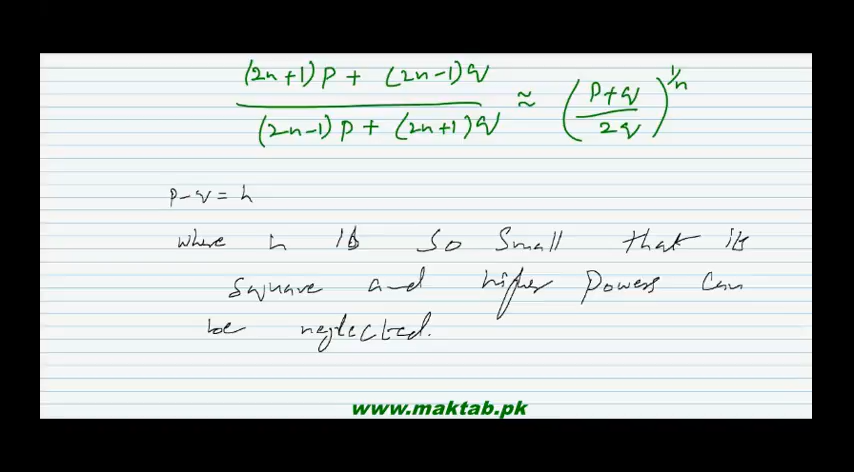 (2n+1)p + (2n-1)q / (2n-1)p + (2n+1)q ≈ ((p+q)/2q)^1/n
p-q = h
where h is so small that its
square and higher powers can
be neglected.
www.maktab.pk